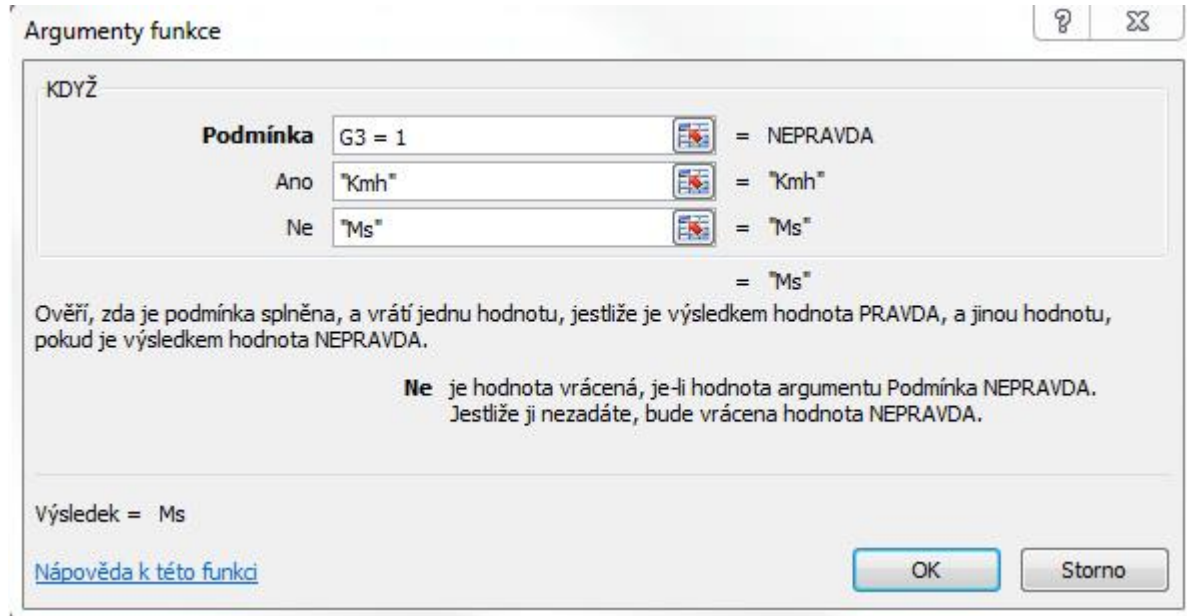 Argumenty funkce
KDYŽ
Podmínka G3 = 1 = NEPRAVDA
Ano "Kmh" = "Kmh"
Ne "Ms" = "Ms"
= "Ms"
Ověří, zda je podmínka splněna, a vrátí jednu hodnotu, jestliže je výsledkem hodnota PRAVDA, a jinou hodnotu,
pokud je výsledkem hodnota NEPRAVDA.
Ne je hodnota vrácená, je-li hodnota argumentu Podmínka NEPRAVDA.
Jestliže ji nezadáte, bude vrácena hodnota NEPRAVDA.
Výsledek = Ms
Nápověda k této funkci
OK Storno